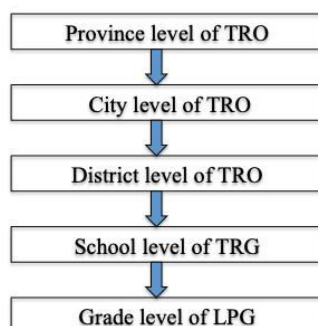 Province level of TRO
City level of TRO
District level of TRO
School level of TRG
Grade level of LPG